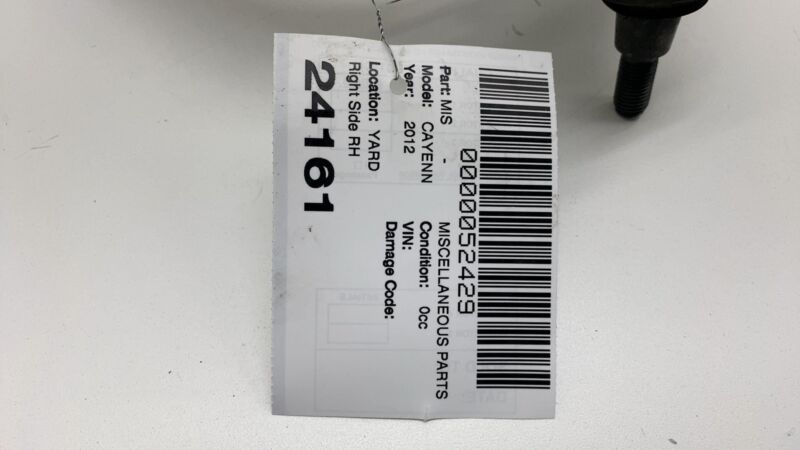 0000052429
Part: MIS - MISCELLANEOUS PARTS
Model: CAYENN Condition: 0cc
Year: 2012 VIN:
Damage Code:
Location: YARD
Right Side RH
24161